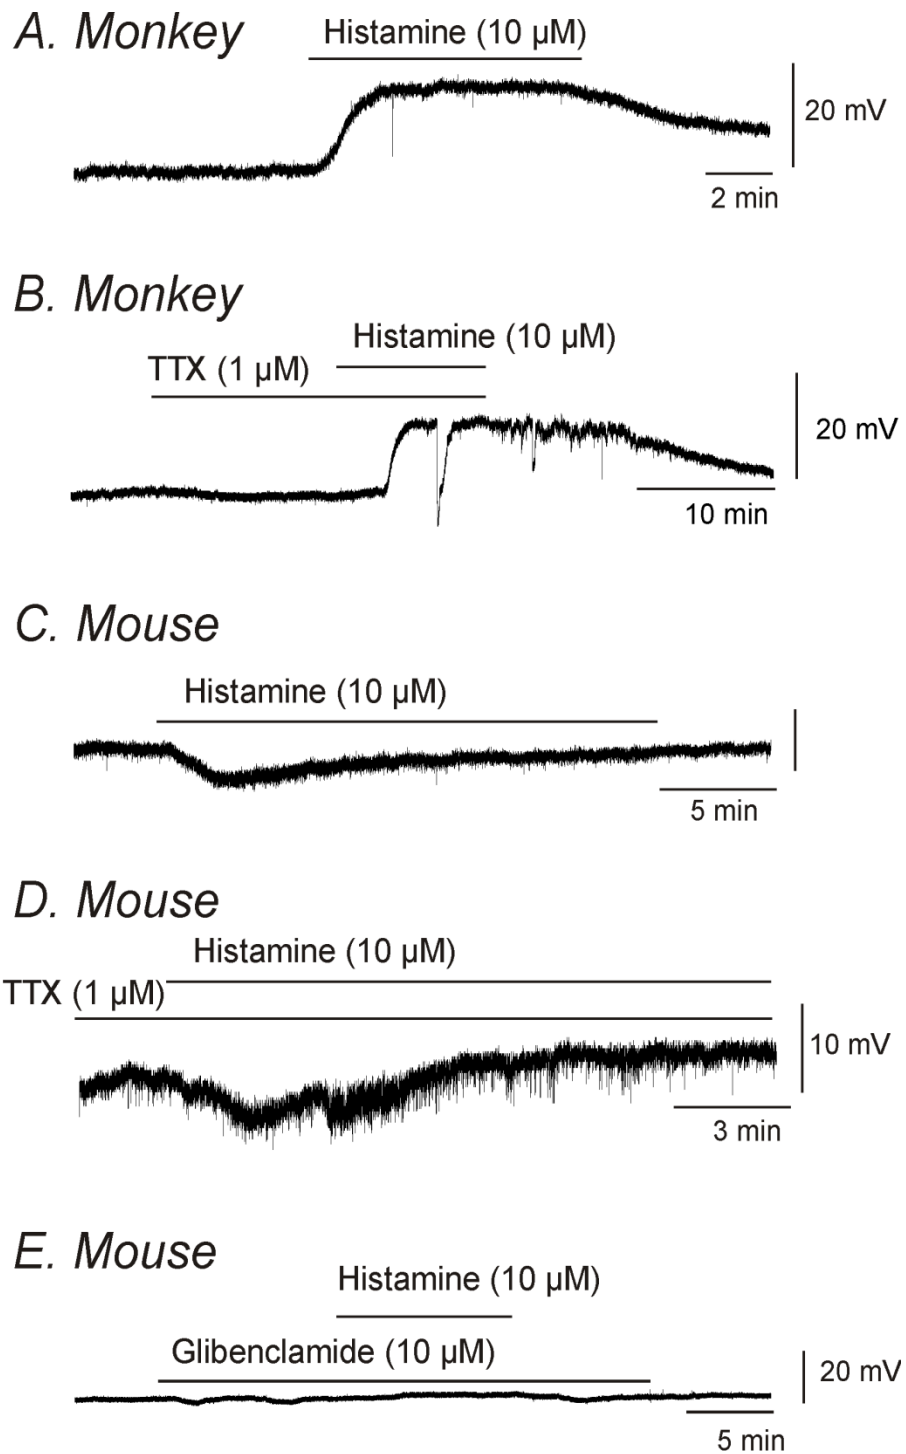 A. Monkey
Histamine (10 µM)
20 mV
2 min
B. Monkey
Histamine (10 µM)
TTX (1 µM)
20 mV
10 min
C. Mouse
Histamine (10 µM)
5 min
D. Mouse
Histamine (10 µM)
TTX (1 µM)
10 mV
3 min
E. Mouse
Histamine (10 µM)
Glibenclamide (10 µM)
20 mV
5 min